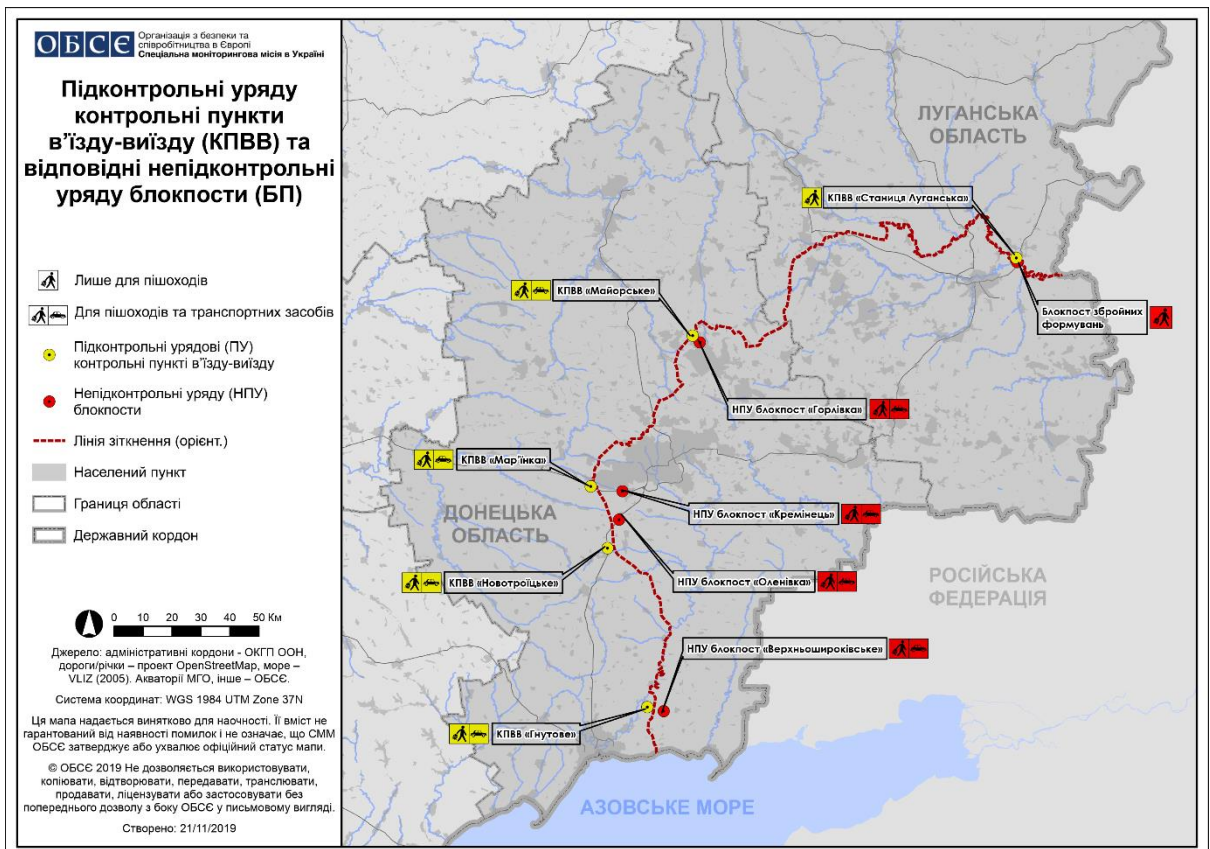 ОБСЄ
Організація з безпеки та
співробітництва в Європі
Спеціальна моніторингова місія в Україні
Підконтрольні уряду
контрольні пункти
в’їзду-виїзду (КПВВ) та
відповідні непідконтрольні
уряду блокпости (БП)
Лише для пішоходів
Для пішоходів та транспортних засобів
Підконтрольні урядові (ПУ)
контрольні пункті в’їзду-виїзду
Непідконтрольні уряду (НПУ)
блокпости
Лінія зіткнення (орієнт.)
Населений пункт
Границя області
Державний кордон
0 10 20 30 40 50 Км
Джерело: адміністративні кордони - ОКГП ООН,
дороги/річки – проект OpenStreetMap, море –
VLIZ (2005). Акваторії МГО, інше – ОБСЄ.
Система координат: WGS 1984 UTM Zone 37N
Ця мапа надається винятково для наочності. Її вміст не
гарантований від наявності помилок і не означає, що СММ
ОБСЄ затверджує або ухвалює офіційний статус мапи.
© ОБСЄ 2019 Не дозволяється використовувати,
копіювати, відтворювати, передавати, транслювати,
продавати, ліцензувати або застосовувати без
попереднього дозволу з боку ОБСЄ у письмовому вигляді.
Створено: 21/11/2019
ЛУГАНСЬКА
ОБЛАСТЬ
КПВВ «Станиця Луганська»
КПВВ «Майорське»
Блокпост збройних
формувань
НПУ блокпост «Горлівка»
КПВВ «Мар’їнка»
НПУ блокпост «Кремінець»
ДОНЕЦЬКА
ОБЛАСТЬ
КПВВ «Новотроїцьке»
НПУ блокпост «Оленівка»
РОСІЙСЬКА
ФЕДЕРАЦІЯ
НПУ блокпост «Верхньошироківське»
КПВВ «Гнутове»
АЗОВСЬКЕ МОРЕ